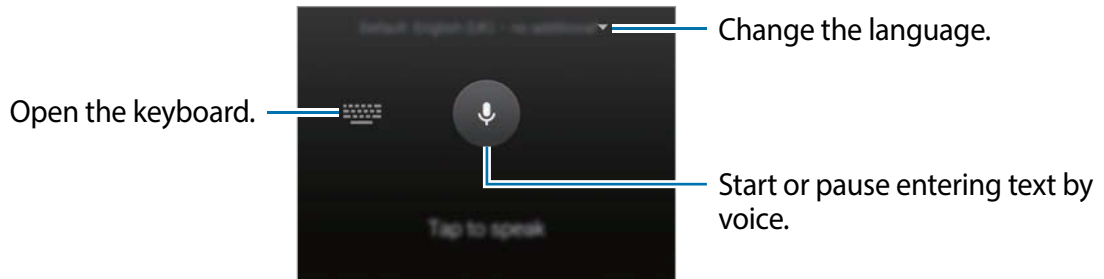 Change the language.
Open the keyboard.
Start or pause entering text by
voice.
Tap to speak